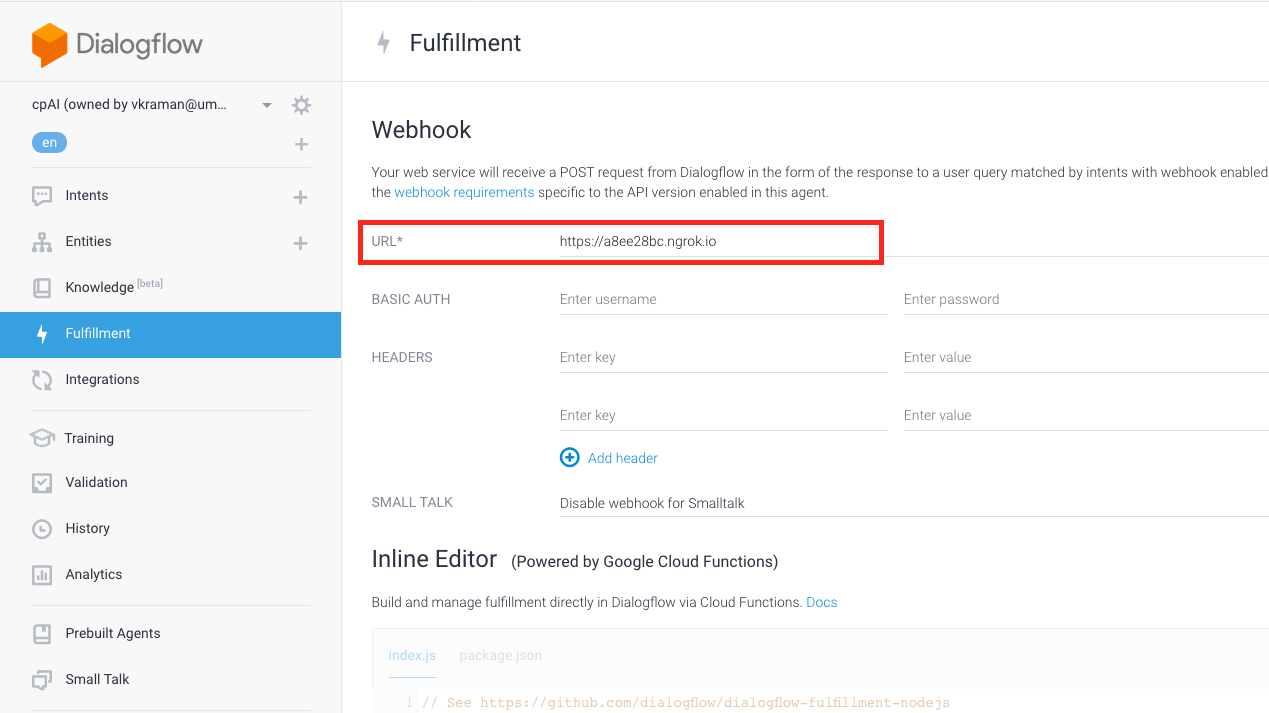 Dialogflow
Fulfillment
cpAI (owned by vkraman@um...
en
Intents
Entities
Knowledge [beta]
Fulfillment
Integrations
Training
Validation
History
Analytics
Prebuilt Agents
Small Talk
Webhook
Your web service will receive a POST request from Dialogflow in the form of the response to a user query matched by intents with webhook enabled
the webhook requirements specific to the API version enabled in this agent.
URL* https://a8ee28bc.ngrok.io
BASIC AUTH Enter username Enter password
HEADERS Enter key Enter value
Enter key Enter value
Add header
SMALL TALK Disable webhook for Smalltalk
Inline Editor (Powered by Google Cloud Functions)
Build and manage fulfillment directly in Dialogflow via Cloud Functions. Docs
index.js package.json
1 // See https://github.com/dialogflow/dialogflow-fulfillment-nodejs